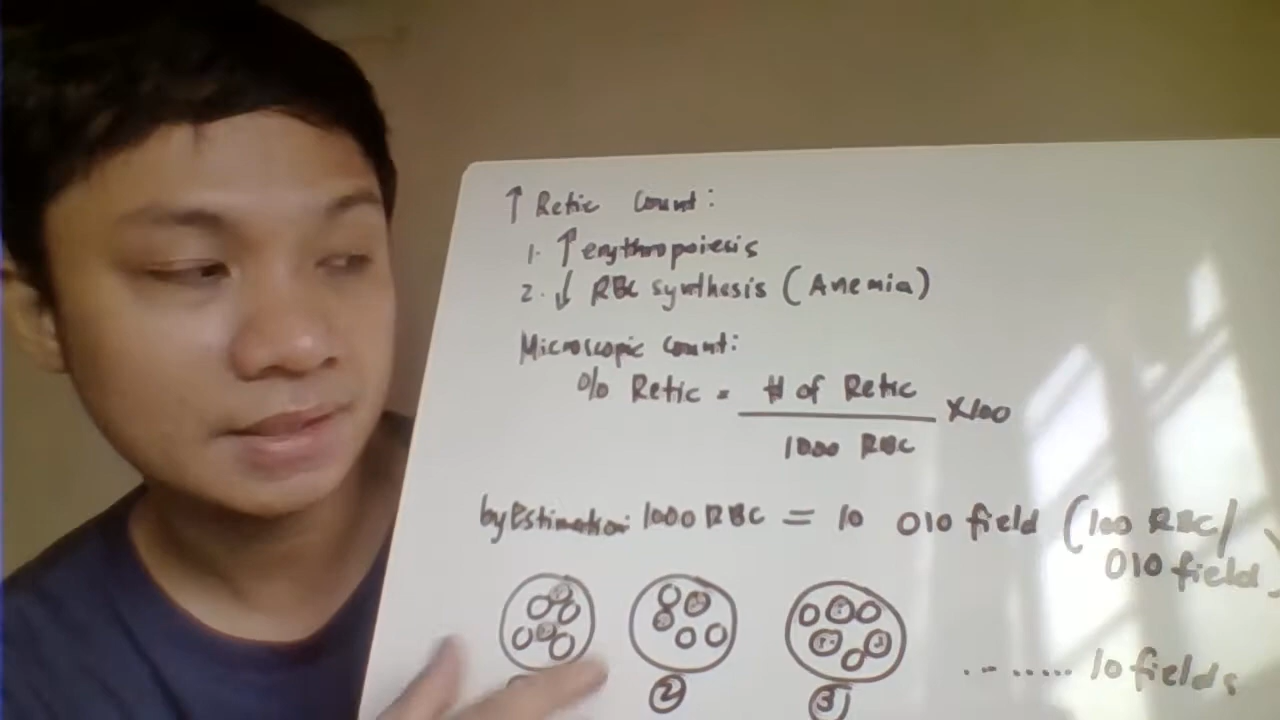 ↑ Retic Count:
1. ↑ erythropoiesis
2. ↓ RBC synthesis (Anemia)
Microscopic Count:
% Retic = # of Retic
1000 RBC
×100
by Estimation: 1000 RBC = 10 OIO field (100 RBC/
OIO field)
........ 10 fields
② ③